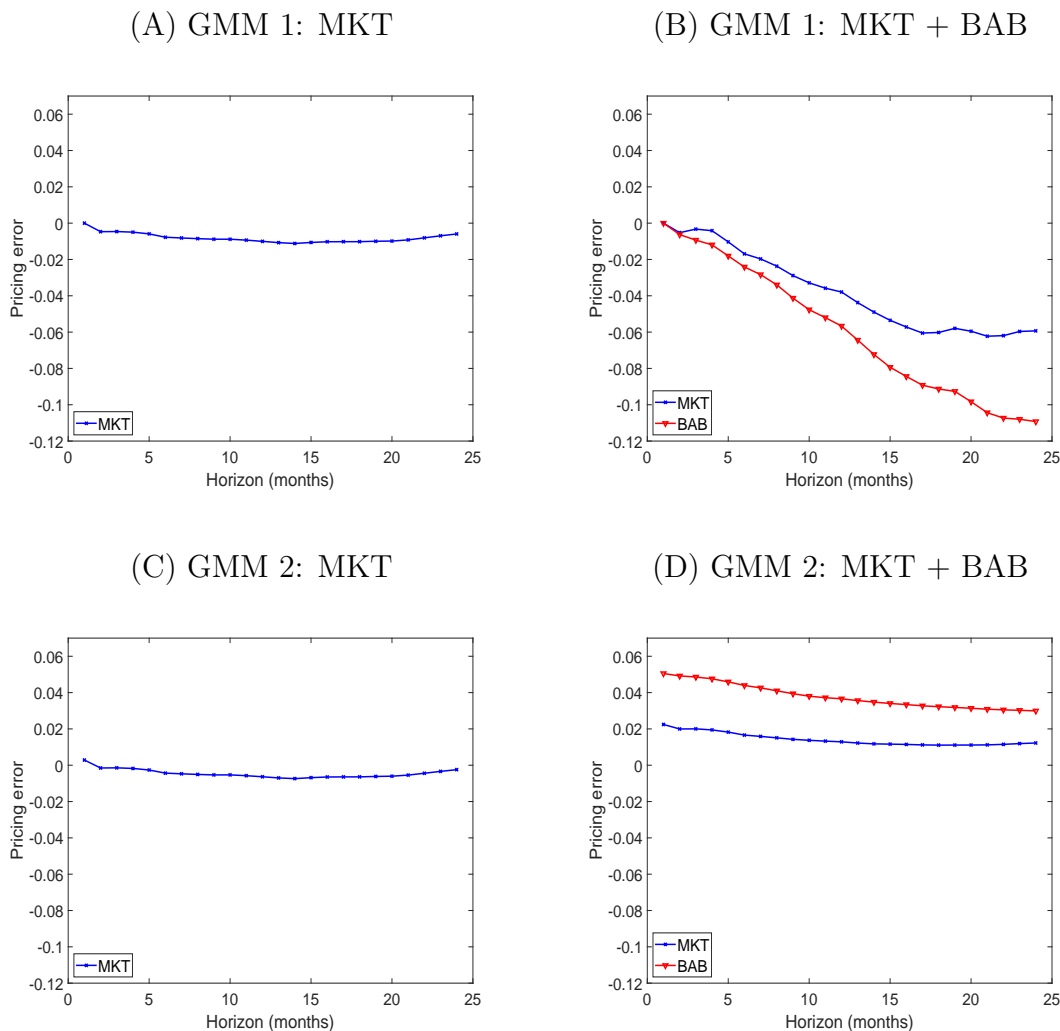 (A) GMM 1: MKT
0.06
0.04
0.02
0
-0.02
-0.04
-0.06
-0.08
-0.1
-0.12
Pricing error
MKT
0 5 10 15 20 25
Horizon (months)
(B) GMM 1: MKT + BAB
0.06
0.04
0.02
0
-0.02
-0.04
-0.06
-0.08
-0.1
-0.12
Pricing error
MKT
BAB
0 5 10 15 20 25
Horizon (months)
(C) GMM 2: MKT
0.06
0.04
0.02
0
-0.02
-0.04
-0.06
-0.08
-0.1
-0.12
Pricing error
MKT
0 5 10 15 20 25
Horizon (months)
(D) GMM 2: MKT + BAB
0.06
0.04
0.02
0
-0.02
-0.04
-0.06
-0.08
-0.1
-0.12
Pricing error
MKT
BAB
0 5 10 15 20 25
Horizon (months)